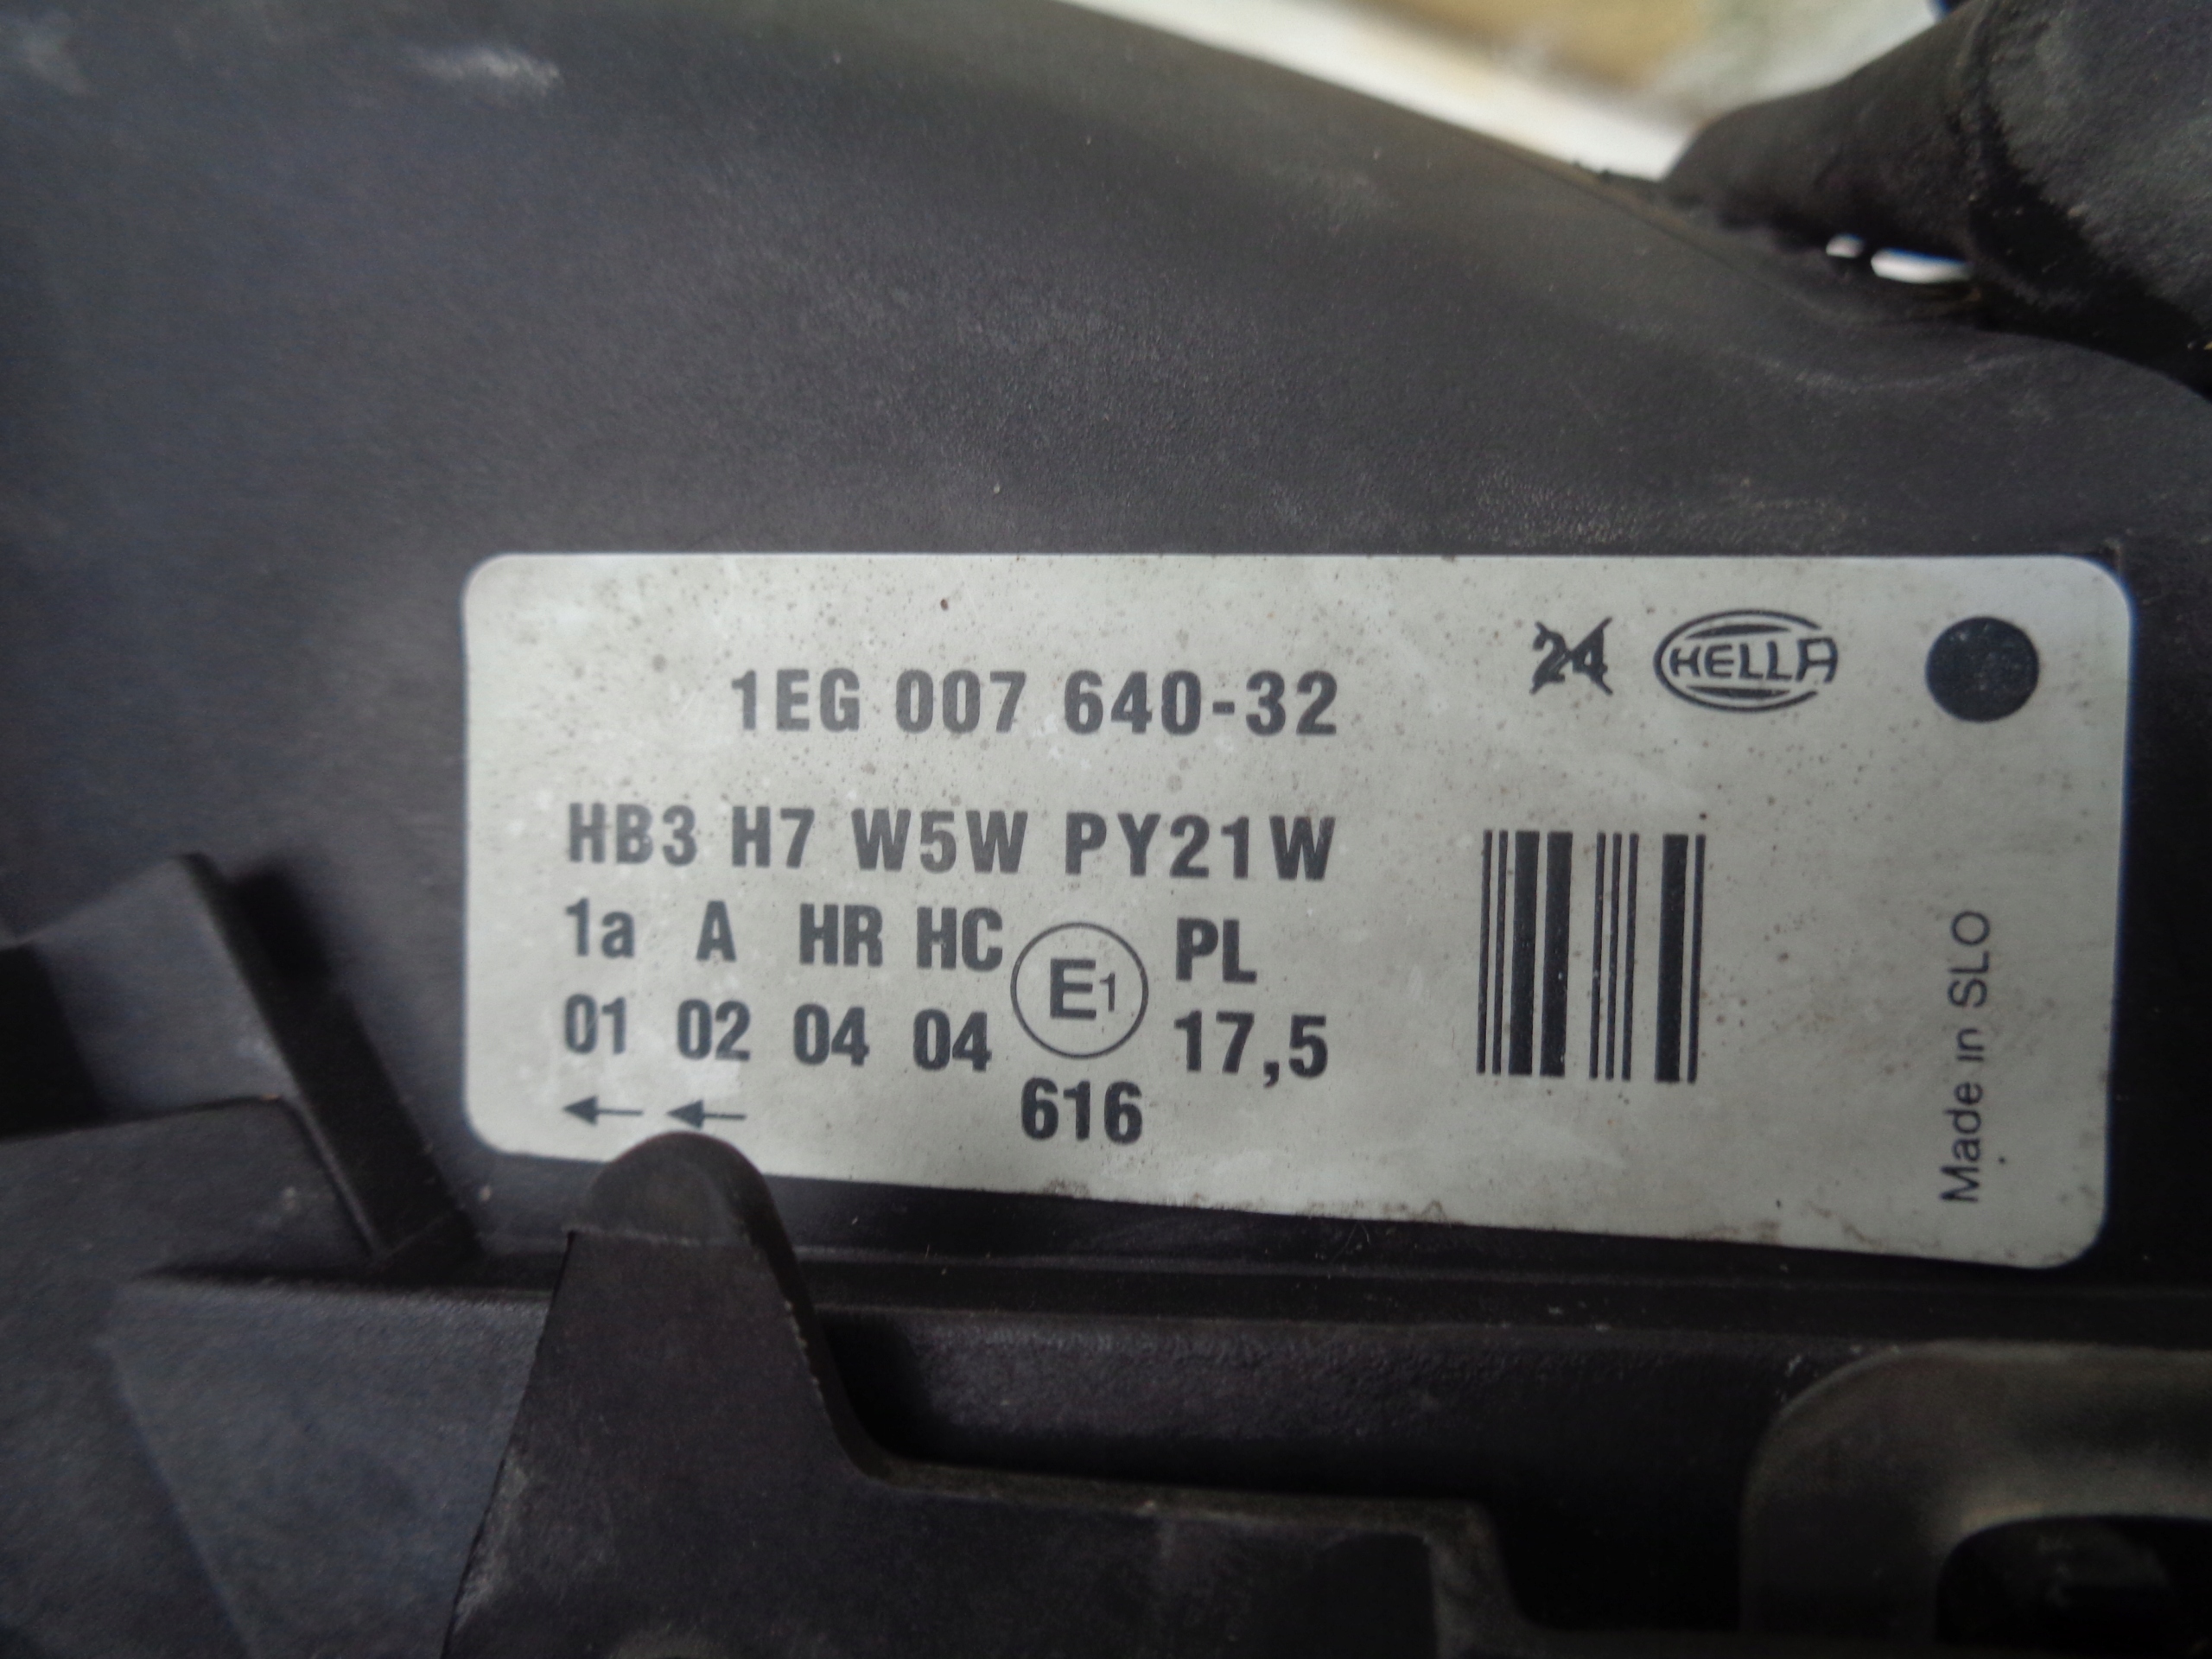 1EG 007 640-32
24 HELLA
HB3 H7 W5W PY21W
1a A HR HC E1 PL
01 02 04 04 17,5
616
Made in SLO